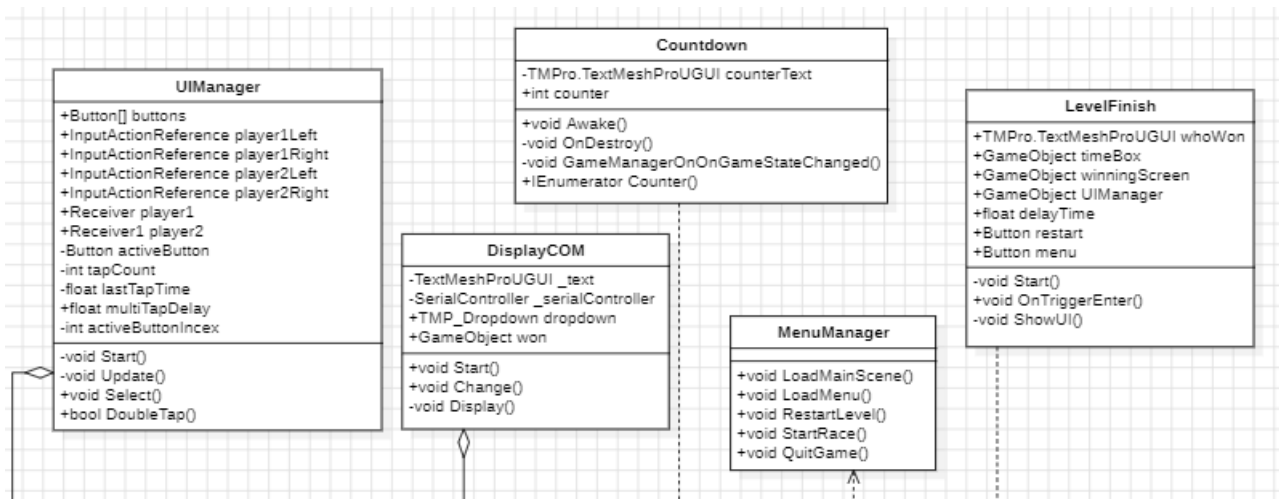 UIManager
+Button[] buttons
+InputActionReference player1Left
+InputActionReference player1Right
+InputActionReference player2Left
+InputActionReference player2Right
+Receiver player1
+Receiver1 player2
-Button activeButton
-int tapCount
-float lastTapTime
+float multiTapDelay
-int activeButtonIncex
-void Start()
-void Update()
+void Select()
+bool DoubleTap()
DisplayCOM
-TextMeshProUGUI _text
-SerialController _serialController
+TMP_Dropdown dropdown
+GameObject won
+void Start()
+void Change()
-void Display()
Countdown
-TMPro.TextMeshProUGUI counterText
+int counter
+void Awake()
-void OnDestroy()
-void GameManagerOnOnGameStateChanged()
+IEnumerator Counter()
MenuManager
+void LoadMainScene()
+void LoadMenu()
+void RestartLevel()
+void StartRace()
+void QuitGame()
LevelFinish
+TMPro.TextMeshProUGUI whoWon
+GameObject timeBox
+GameObject winningScreen
+GameObject UIManager
+float delayTime
+Button restart
+Button menu
-void Start()
+void OnTriggerEnter()
-void ShowUI()